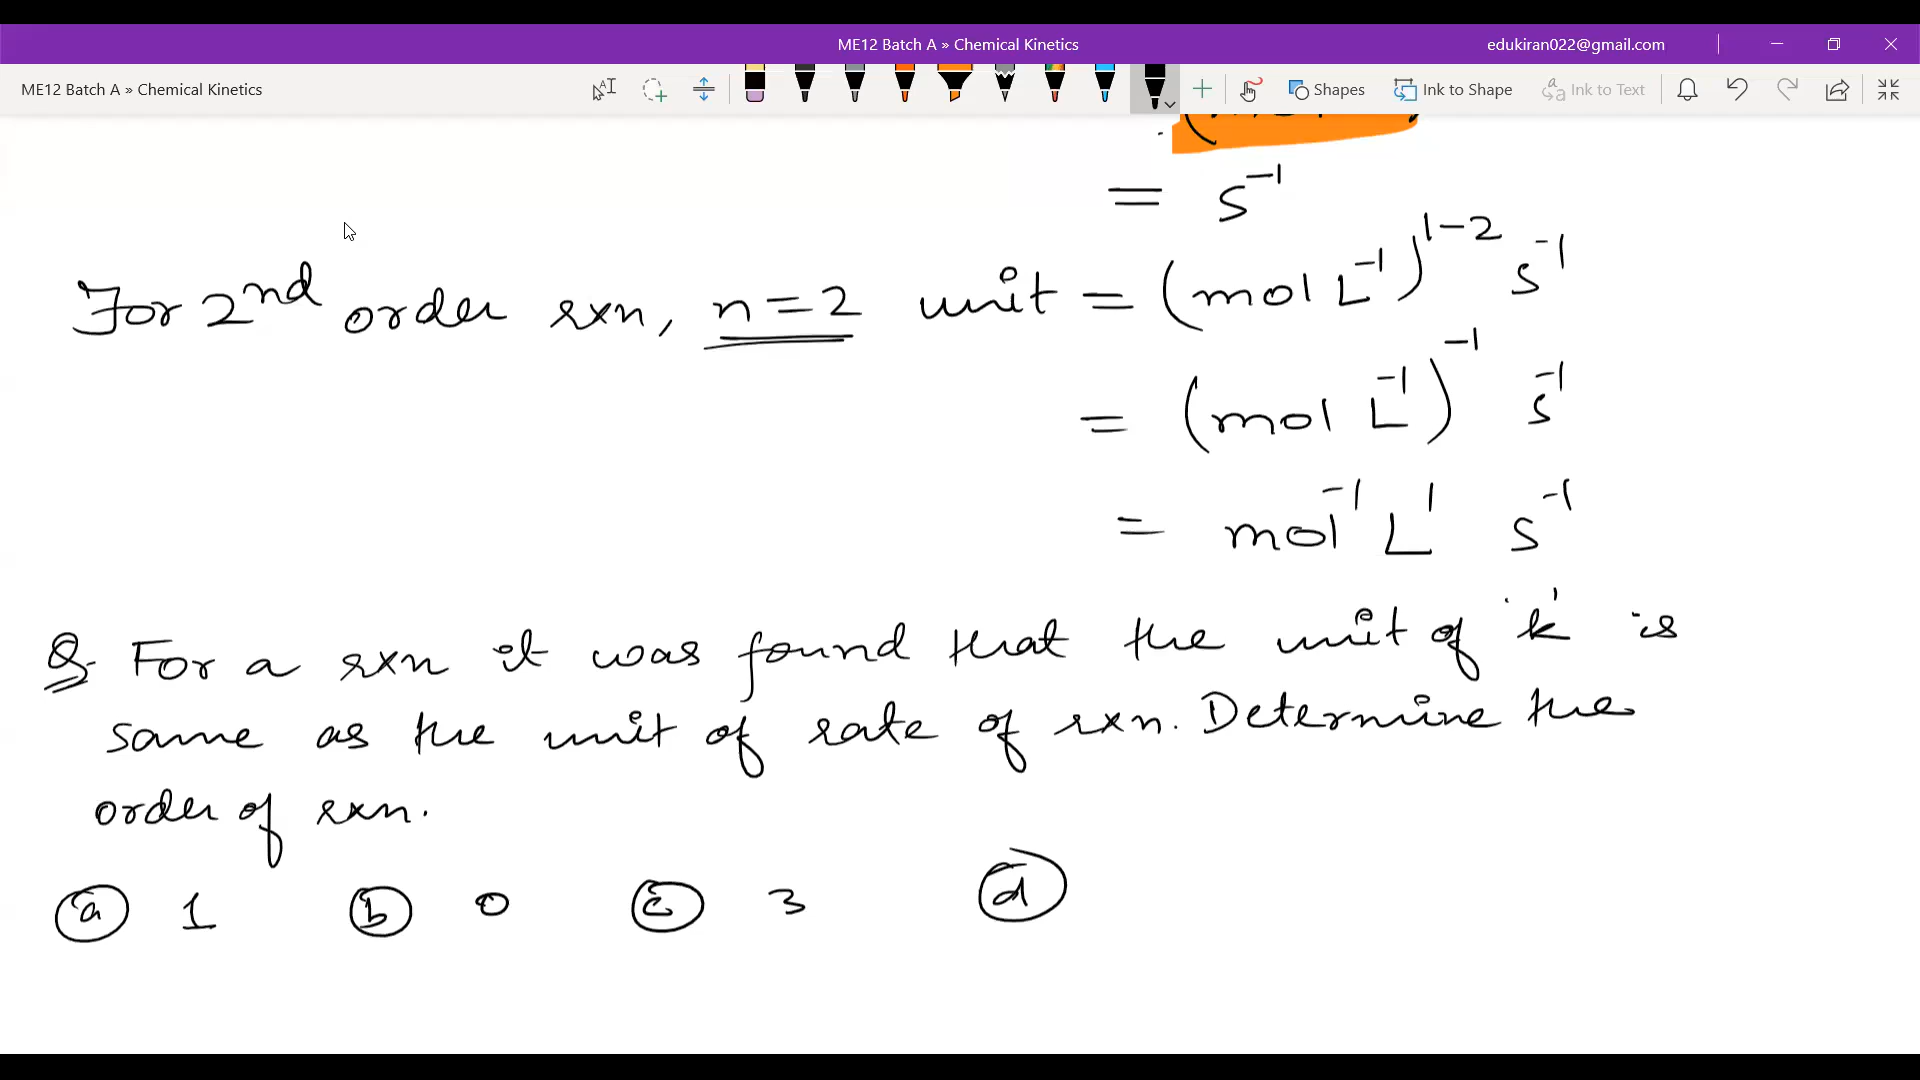 ME12 Batch A » Chemical Kinetics
edukiran022@gmail.com
ME12 Batch A » Chemical Kinetics
Shapes
Ink to Shape
Ink to Text
= s⁻¹
For 2nd order rxn, n=2 unit = (mol L⁻¹)¹⁻² s⁻¹
= (mol L⁻¹)⁻¹ s⁻¹
= mol⁻¹ L¹ s⁻¹
Q. For a rxn it was found that the unit of 'k' is
same as the unit of rate of rxn. Determine the
order of rxn.
(a) 1 (b) 0 (c) 3 (d)